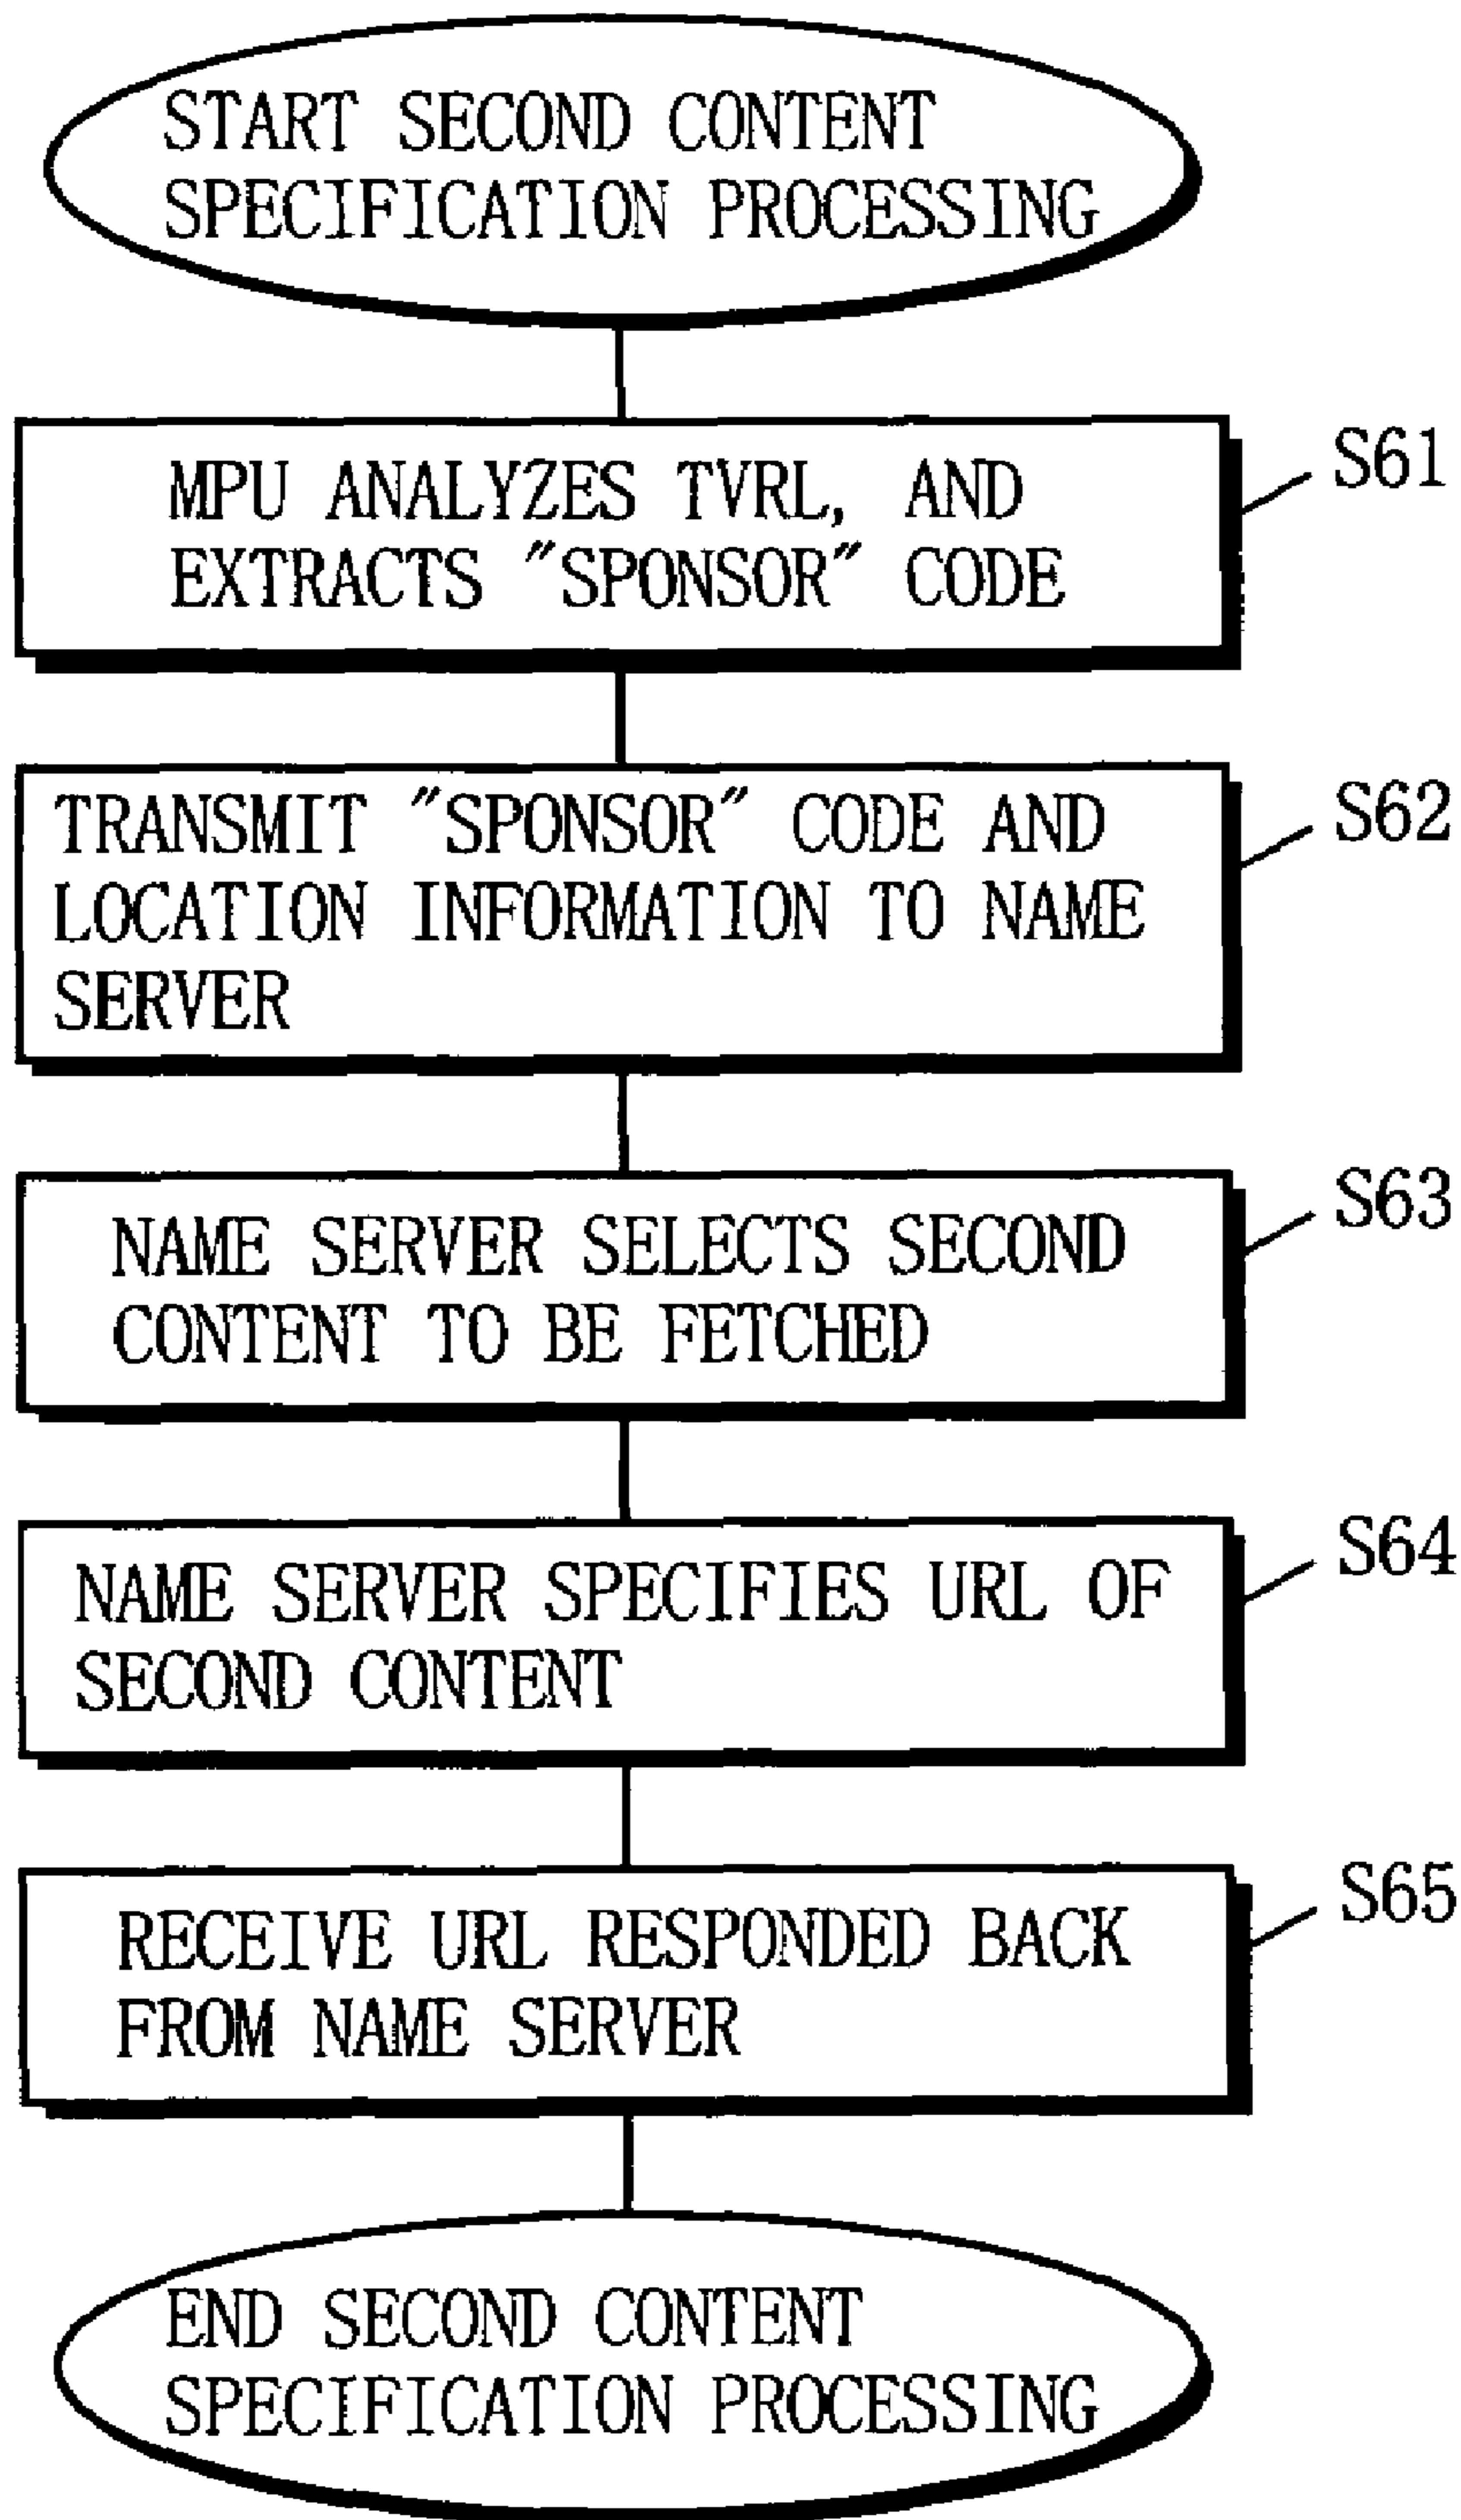 START SECOND CONTENT
SPECIFICATION PROCESSING
MPU ANALYZES TVRL, AND
EXTRACTS "SPONSOR" CODE
S61
TRANSMIT "SPONSOR" CODE AND
LOCATION INFORMATION TO NAME
SERVER
S62
NAME SERVER SELECTS SECOND
CONTENT TO BE FETCHED
S63
NAME SERVER SPECIFIES URL OF
SECOND CONTENT
S64
RECEIVE URL RESPONDED BACK
FROM NAME SERVER
S65
END SECOND CONTENT
SPECIFICATION PROCESSING